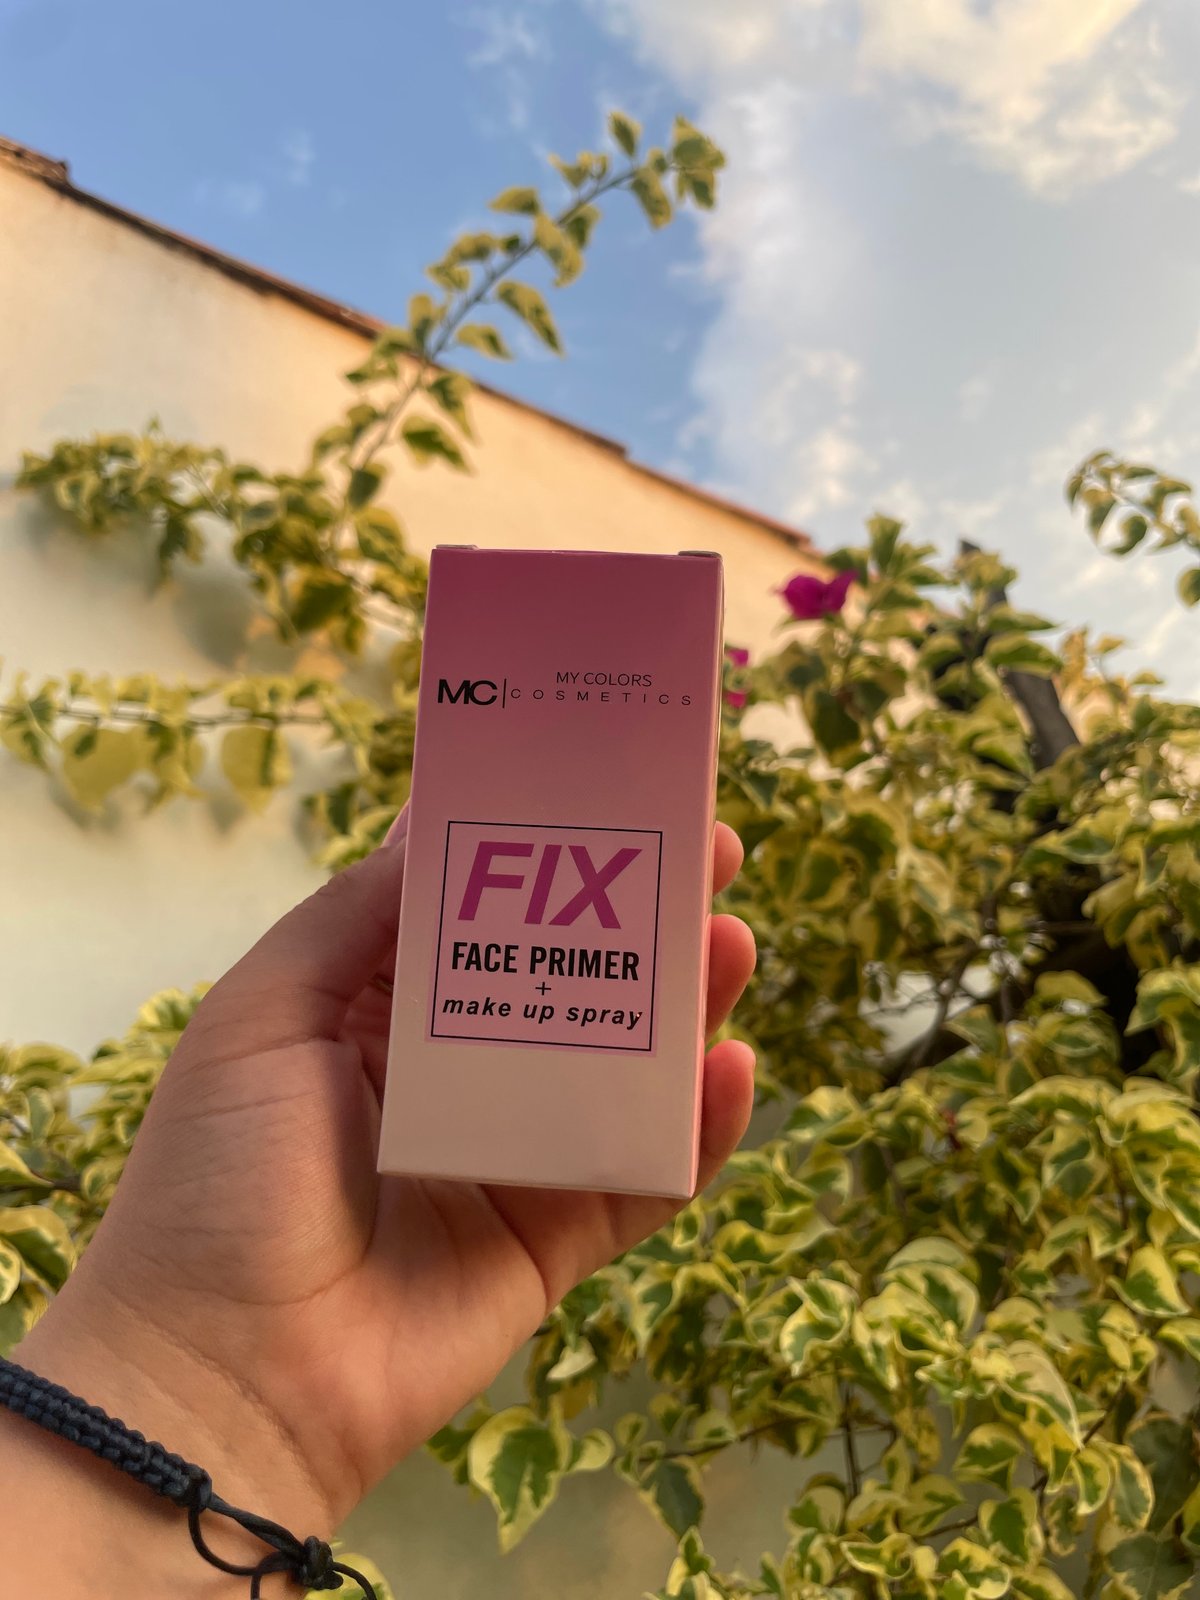 MC
MY COLORS
COSMETICS
FIX
FACE PRIMER
+
make up spray